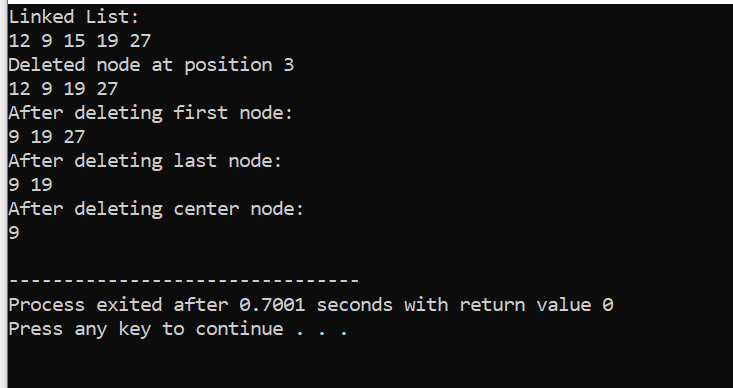 Linked List:
12 9 15 19 27
Deleted node at position 3
12 9 19 27
After deleting first node:
9 19 27
After deleting last node:
9 19
After deleting center node:
9
--------------------------------
Process exited after 0.7001 seconds with return value 0
Press any key to continue . . .